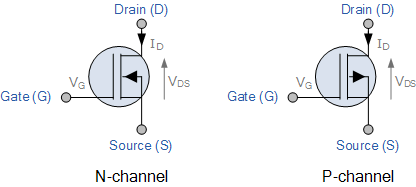 Drain (D)
I_D
V_G
V_DS
Gate (G)
Source (S)
N-channel
Drain (D)
I_D
V_G
V_DS
Gate (G)
Source (S)
P-channel